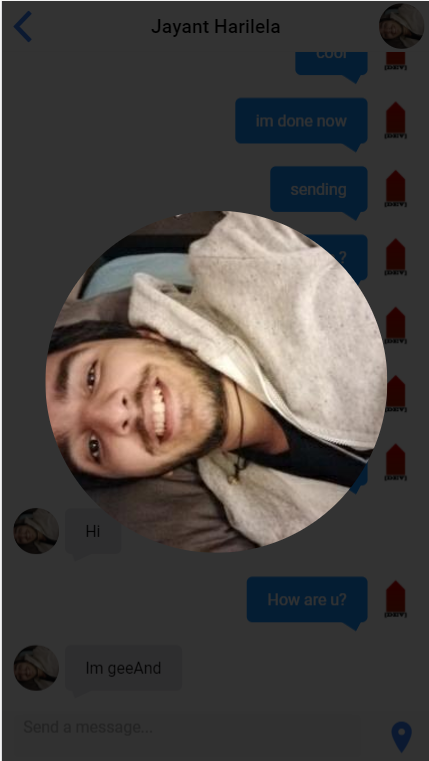 Jayant Harilela
cool
im done now
sending
?
Hi
How are u?
Im geeAnd
Send a message...